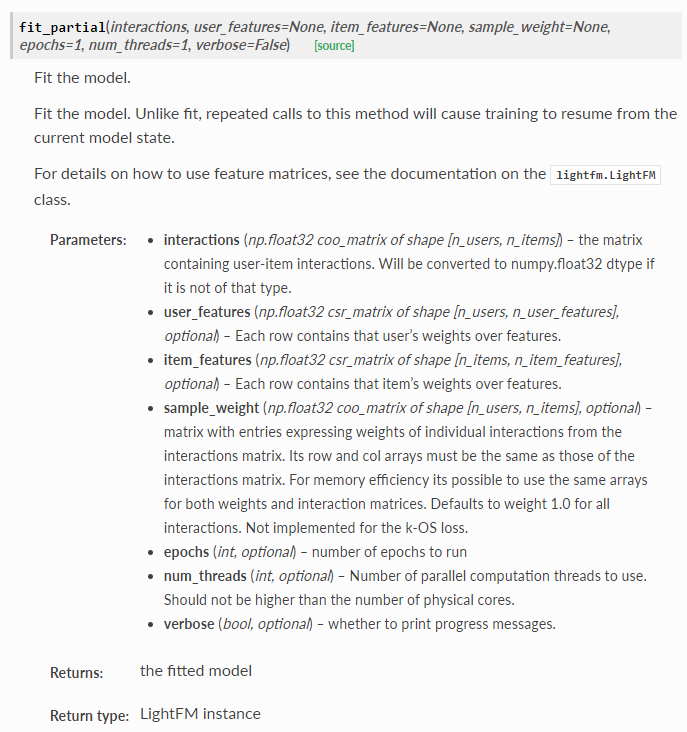 fit_partial(interactions, user_features=None, item_features=None, sample_weight=None,
epochs=1, num_threads=1, verbose=False) [source]
Fit the model.
Fit the model. Unlike fit, repeated calls to this method will cause training to resume from the
current model state.
For details on how to use feature matrices, see the documentation on the lightfm.LightFM
class.
Parameters: • interactions (np.float32 coo_matrix of shape [n_users, n_items]) – the matrix
containing user-item interactions. Will be converted to numpy.float32 dtype if
it is not of that type.
• user_features (np.float32 csr_matrix of shape [n_users, n_user_features],
optional) – Each row contains that user’s weights over features.
• item_features (np.float32 csr_matrix of shape [n_items, n_item_features],
optional) – Each row contains that item’s weights over features.
• sample_weight (np.float32 coo_matrix of shape [n_users, n_items], optional) –
matrix with entries expressing weights of individual interactions from the
interactions matrix. Its row and col arrays must be the same as those of the
interactions matrix. For memory efficiency its possible to use the same arrays
for both weights and interaction matrices. Defaults to weight 1.0 for all
interactions. Not implemented for the k-OS loss.
• epochs (int, optional) – number of epochs to run
• num_threads (int, optional) – Number of parallel computation threads to use.
Should not be higher than the number of physical cores.
• verbose (bool, optional) – whether to print progress messages.
Returns: the fitted model
Return type: LightFM instance